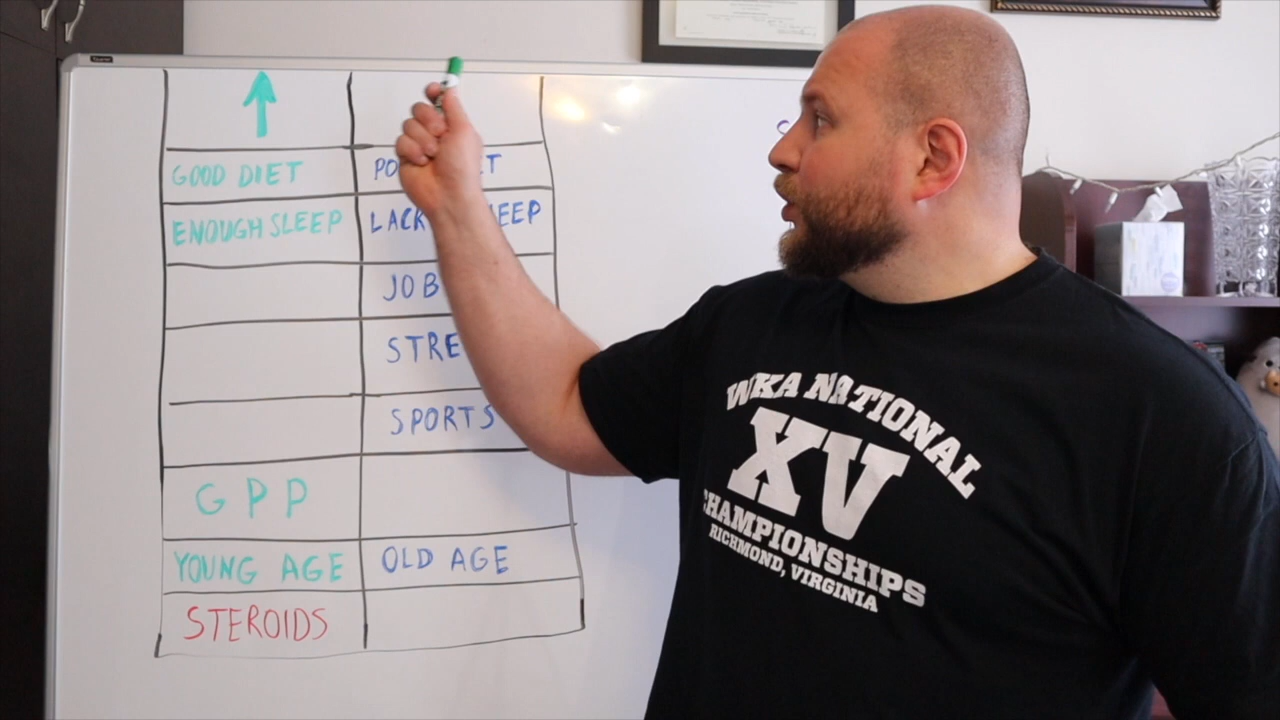 GOOD DIET
ENOUGH SLEEP
LACK
JOB
SPORTS
GPP
YOUNG AGE
OLD AGE
STEROIDS
WKA NATIONAL
XV
CHAMPIONSHIPS
RICHMOND, VIRGINIA